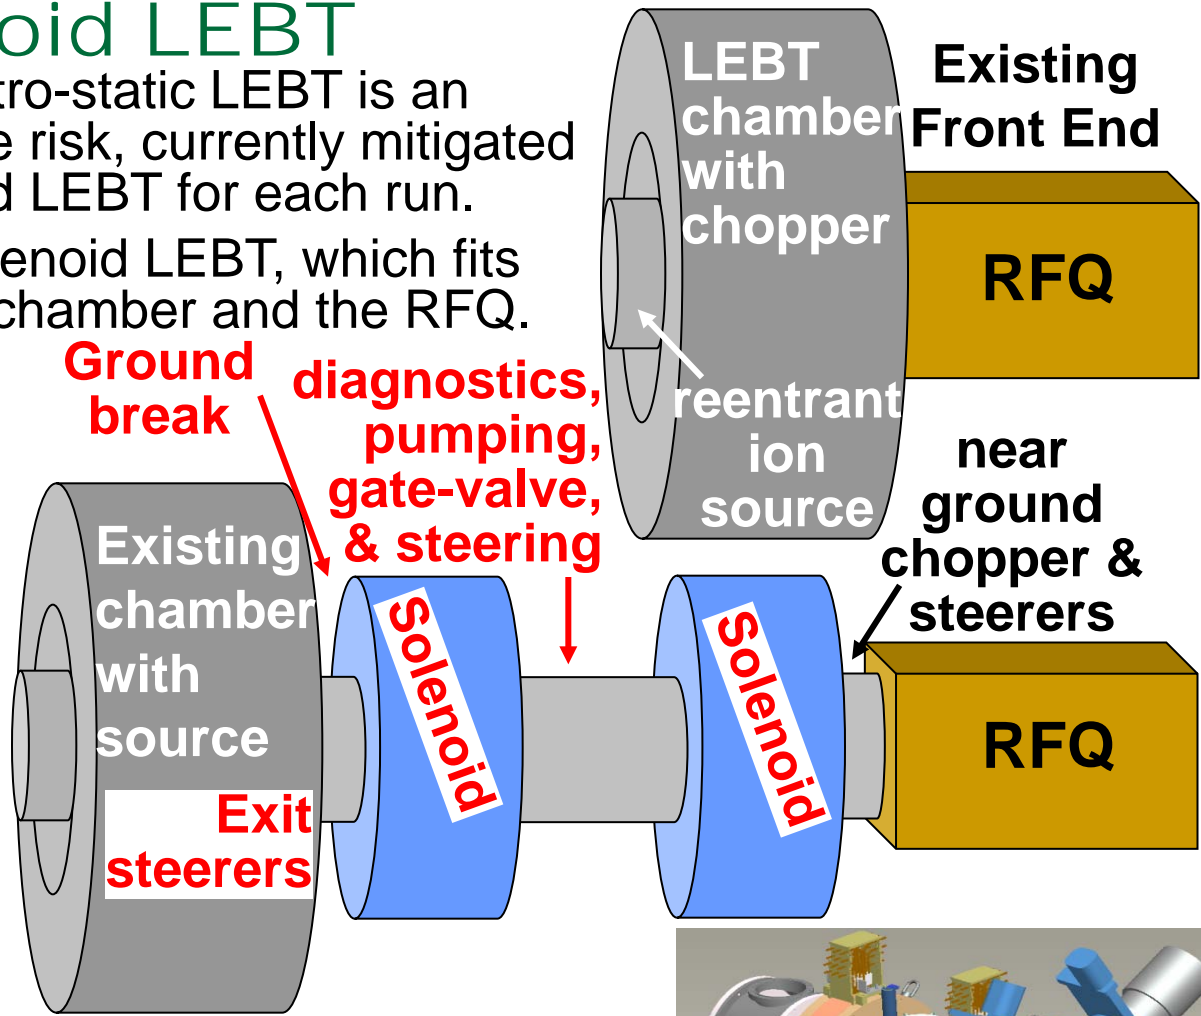 oid LEBT
tro-static LEBT is an
e risk, currently mitigated
d LEBT for each run.
enoid LEBT, which fits
chamber and the RFQ.
LEBT
chamber
with
chopper
Existing
Front End
RFQ
reentrant
ion
source
Ground
break
diagnostics,
pumping,
gate-valve,
& steering
near
ground
chopper &
steerers
Existing
chamber
with
source
Exit
steerers
Solenoid
Solenoid
RFQ